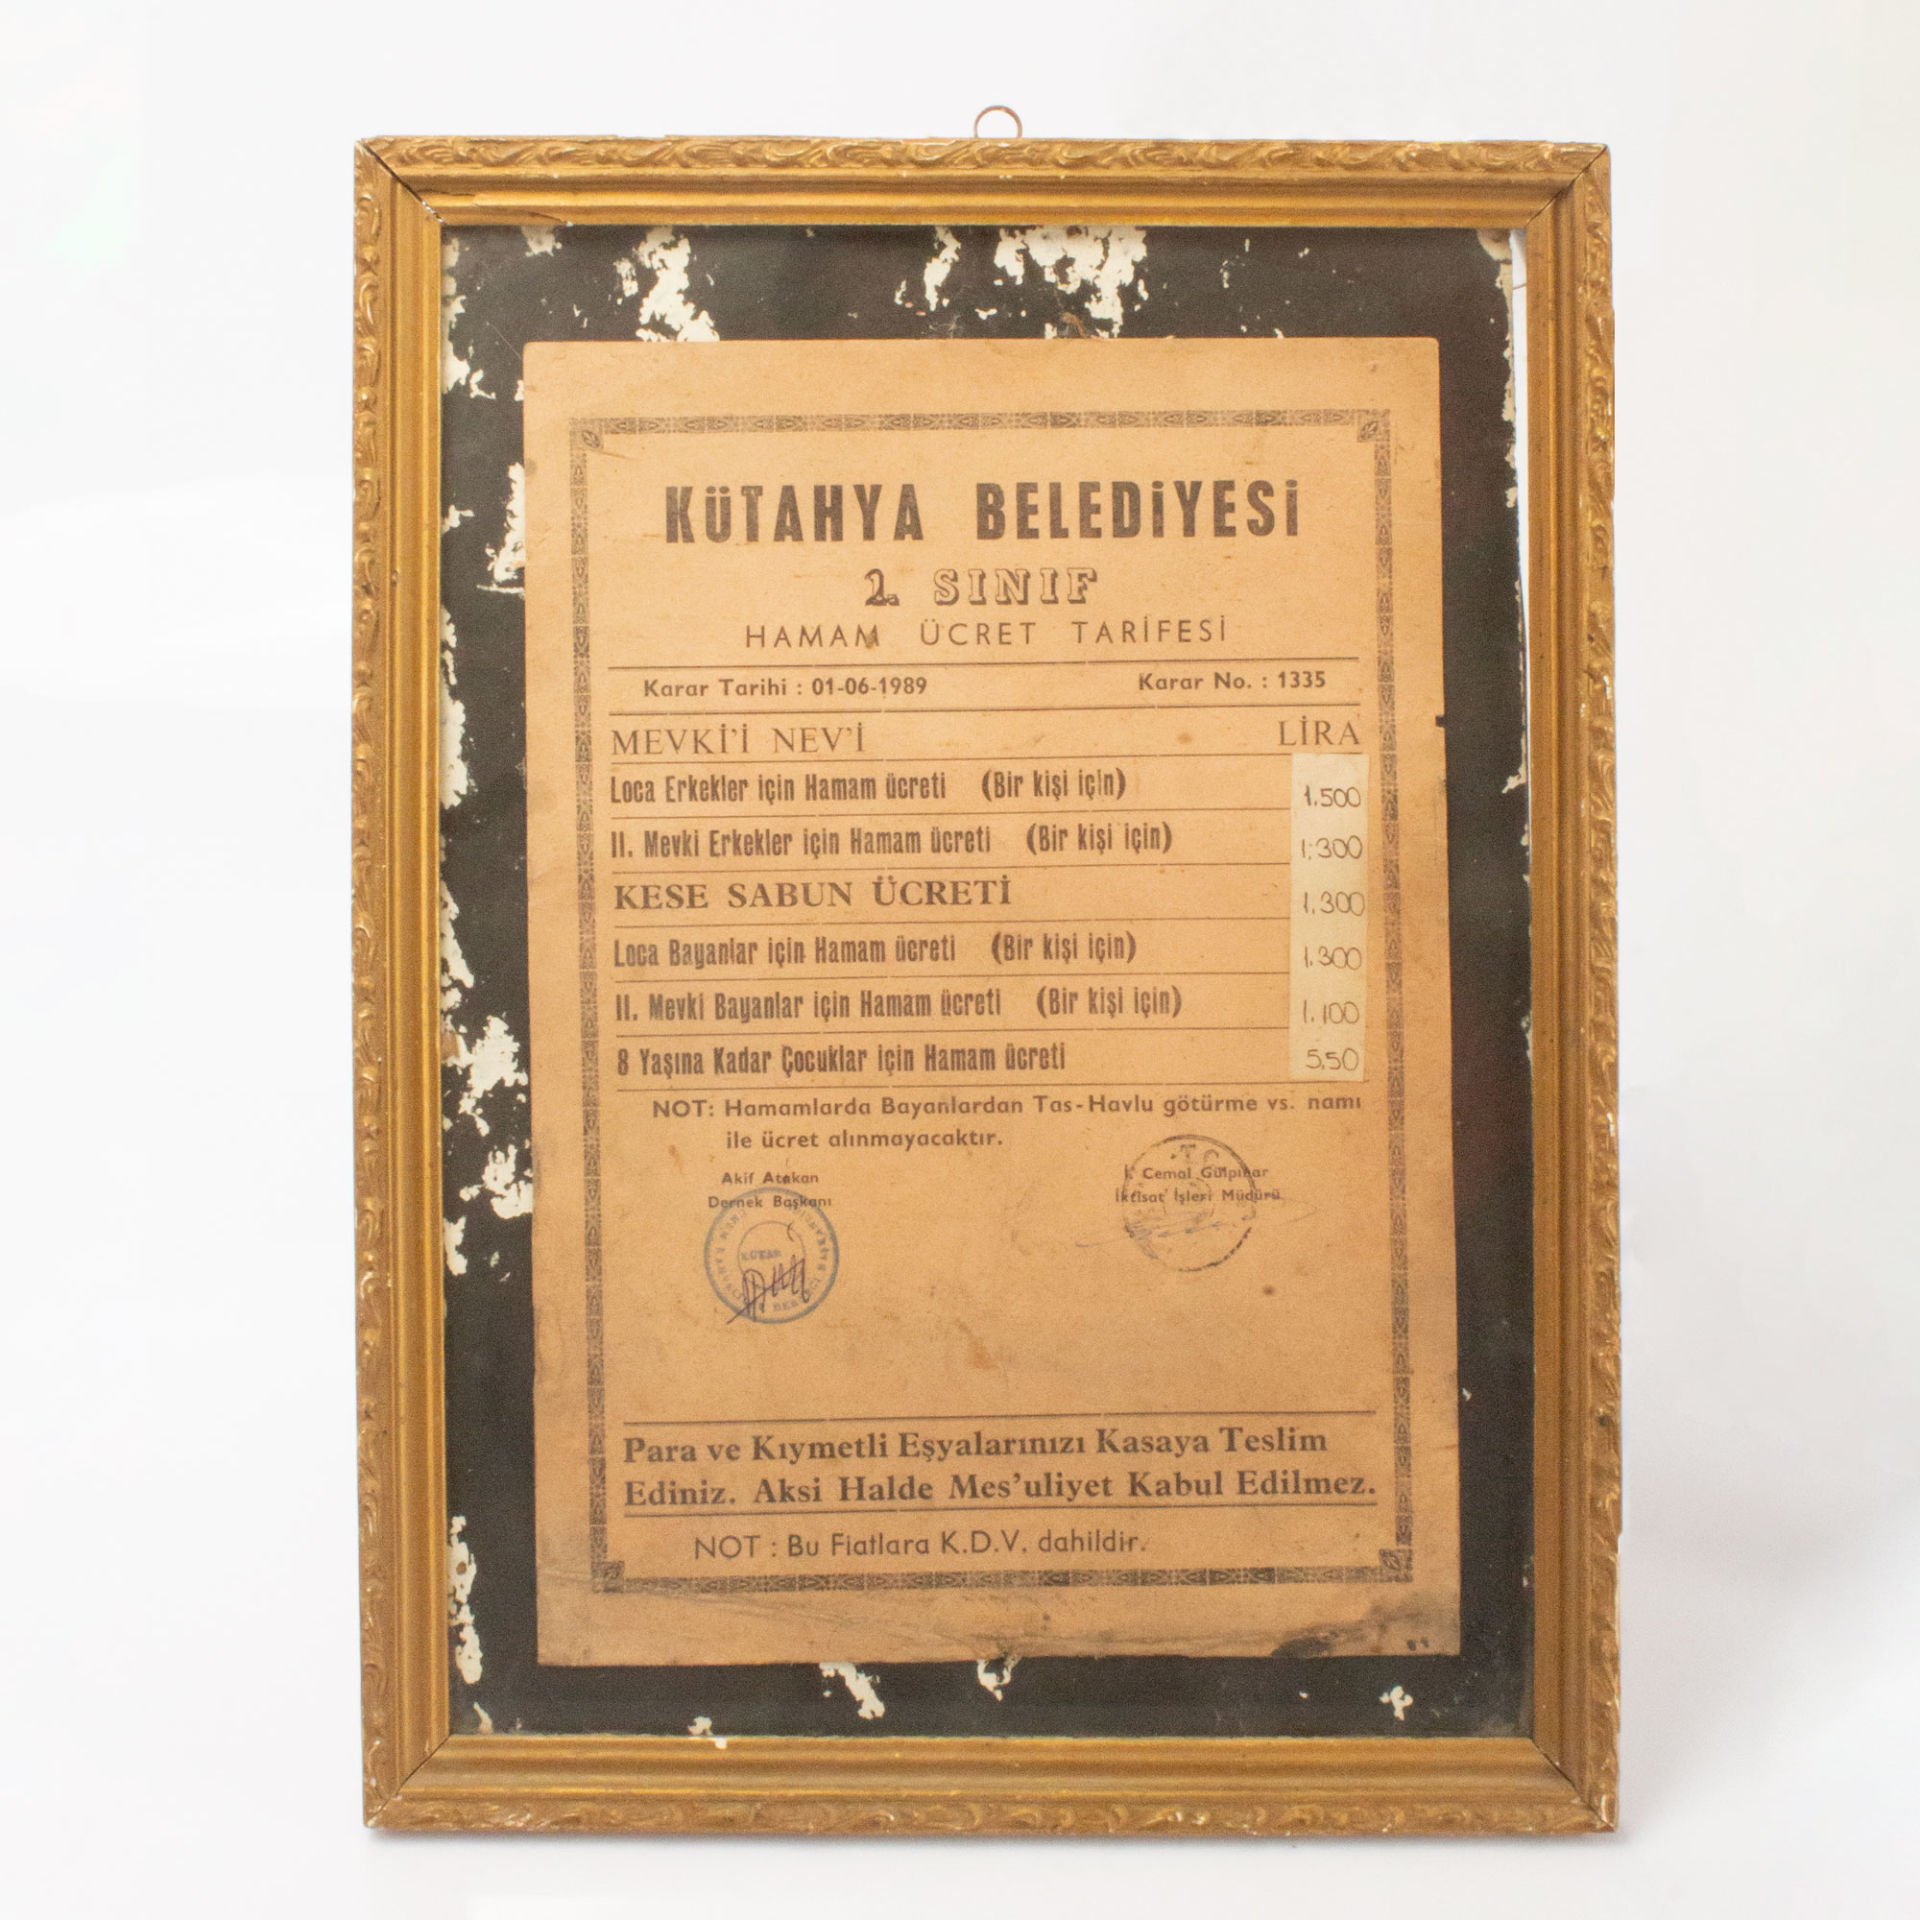 KÜTAHYA BELEDİYESİ
SINIF
HAMAM ÜCRET TARİFESİ
Karar Tarihi : 01-06-1989 Karar No. : 1335
MEVKİ'İ NEV'İ LİRA
Loca Erkekler için Hamam ücreti (Bir kişi için) 1.500
II. Mevki Erkekler için Hamam ücreti (Bir kişi için) 1.300
KESE SABUN ÜCRETİ 1.300
Loca Bayanlar için Hamam ücreti (Bir kişi için) 1.300
II. Mevki Bayanlar için Hamam ücreti (Bir kişi için) 1.100
8 Yaşına Kadar Çocuklar için Hamam ücreti 550
NOT: Hamamlarda Bayanlardan Tas-Havlu götürme vs. namı
ile ücret alınmayacaktır.
Akif Atakan İ. Cemal Gülpınar
Dernek Başkanı İktisat İşleri Müdürü
T.C.
Para ve Kıymetli Eşyalarınızı Kasaya Teslim
Ediniz. Aksi Halde Mes'uliyet Kabul Edilmez.
NOT : Bu Fiatlara K.D.V. dahildir.